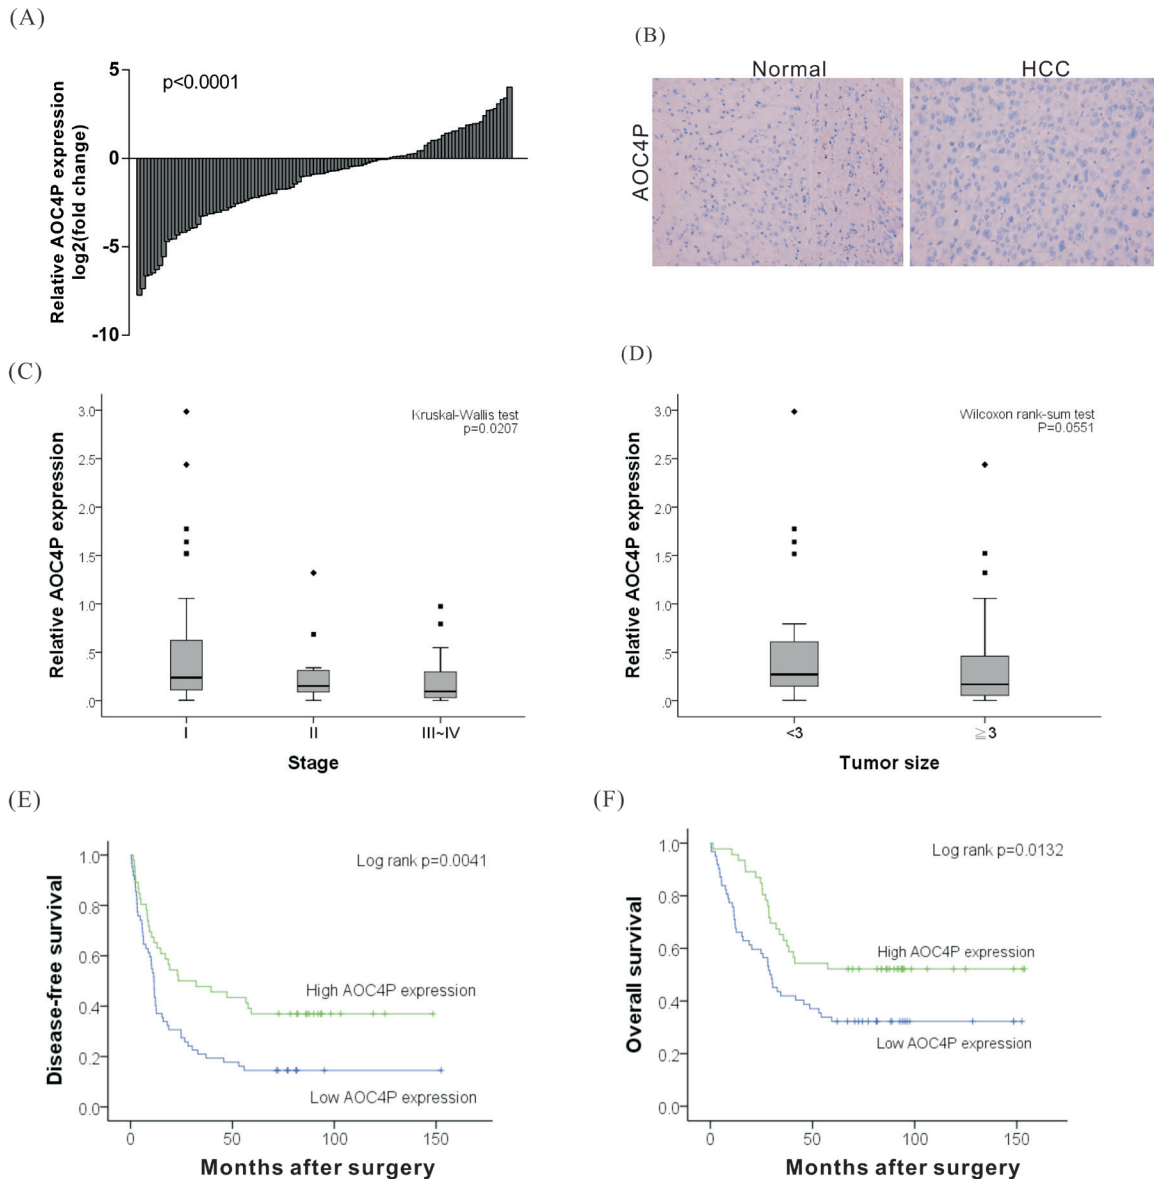 (A)
Relative AOC4P expression
log2(fold change)
5
0
-5
-10
p<0.0001
(B)
Normal
HCC
AOC4P
(C)
Relative AOC4P expression
3.0
2.5
2.0
1.5
1.0
.5
.0
Kruskal-Wallis test
p=0.0207
I
II
III~IV
Stage
(D)
Relative AOC4P expression
3.0
2.5
2.0
1.5
1.0
.5
.0
Wilcoxon rank-sum test
P=0.0551
<3
≧3
Tumor size
(E)
Disease-free survival
1.0
0.8
0.6
0.4
0.2
0.0
Log rank p=0.0041
High AOC4P expression
Low AOC4P expression
0
50
100
150
Months after surgery
(F)
Overall survival
1.0
0.8
0.6
0.4
0.2
0.0
Log rank p=0.0132
High AOC4P expression
Low AOC4P expression
0
50
100
150
Months after surgery